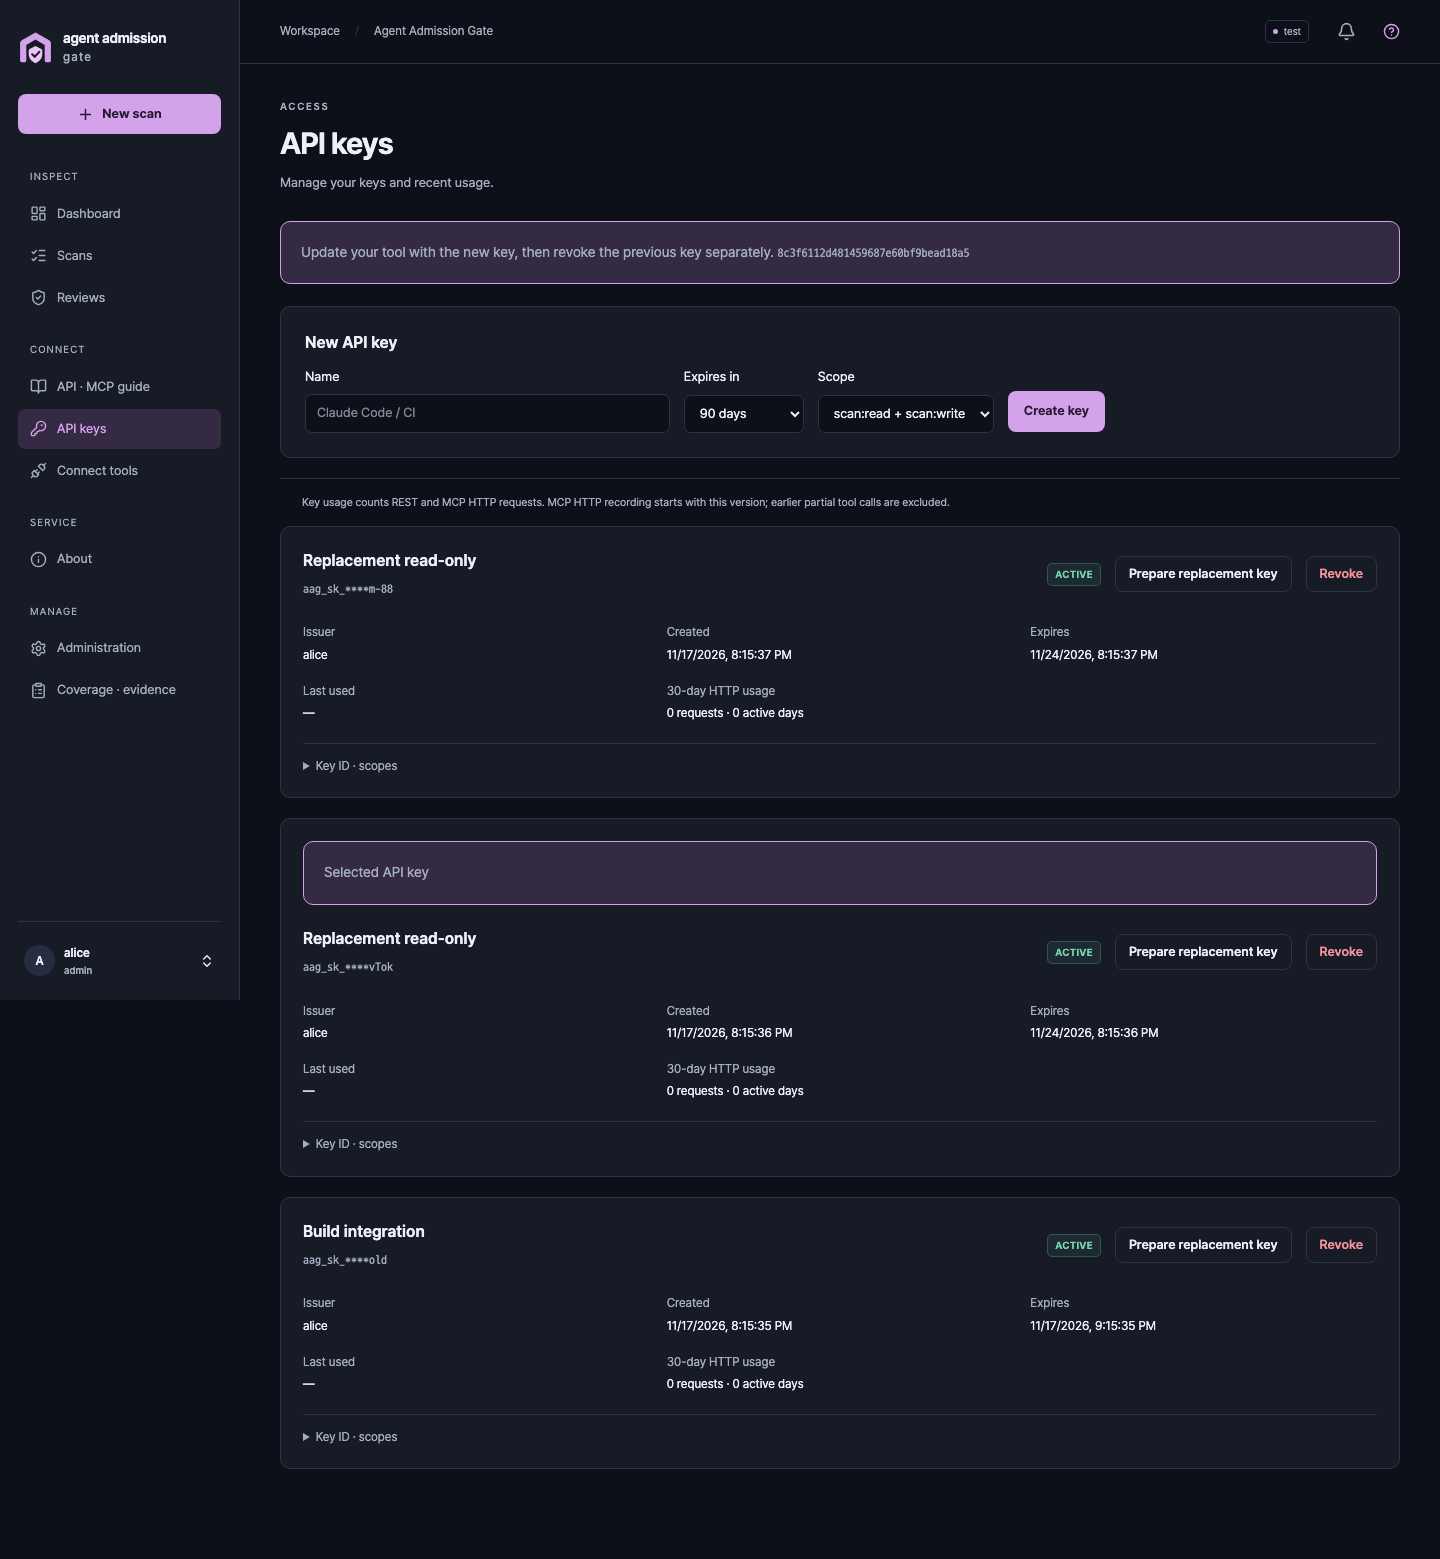 agent admission
gate
New scan
INSPECT
Dashboard
Scans
Reviews
CONNECT
API · MCP guide
API keys
Connect tools
SERVICE
About
MANAGE
Administration
Coverage · evidence
A
alice
admin
Workspace / Agent Admission Gate
test
ACCESS
API keys
Manage your keys and recent usage.
Update your tool with the new key, then revoke the previous key separately. 8c3f6112d481459687e60bf9bead18a5
New API key
Name
Claude Code / CI
Expires in
90 days
Scope
scan:read + scan:write
Create key
Key usage counts REST and MCP HTTP requests. MCP HTTP recording starts with this version; earlier partial tool calls are excluded.
Replacement read-only
aag_sk_****m-88
ACTIVE
Prepare replacement key
Revoke
Issuer
alice
Created
11/17/2026, 8:15:37 PM
Expires
11/24/2026, 8:15:37 PM
Last used
—
30-day HTTP usage
0 requests · 0 active days
Key ID · scopes
Selected API key
Replacement read-only
aag_sk_****vTok
ACTIVE
Prepare replacement key
Revoke
Issuer
alice
Created
11/17/2026, 8:15:36 PM
Expires
11/24/2026, 8:15:36 PM
Last used
—
30-day HTTP usage
0 requests · 0 active days
Key ID · scopes
Build integration
aag_sk_****old
ACTIVE
Prepare replacement key
Revoke
Issuer
alice
Created
11/17/2026, 8:15:35 PM
Expires
11/17/2026, 9:15:35 PM
Last used
—
30-day HTTP usage
0 requests · 0 active days
Key ID · scopes